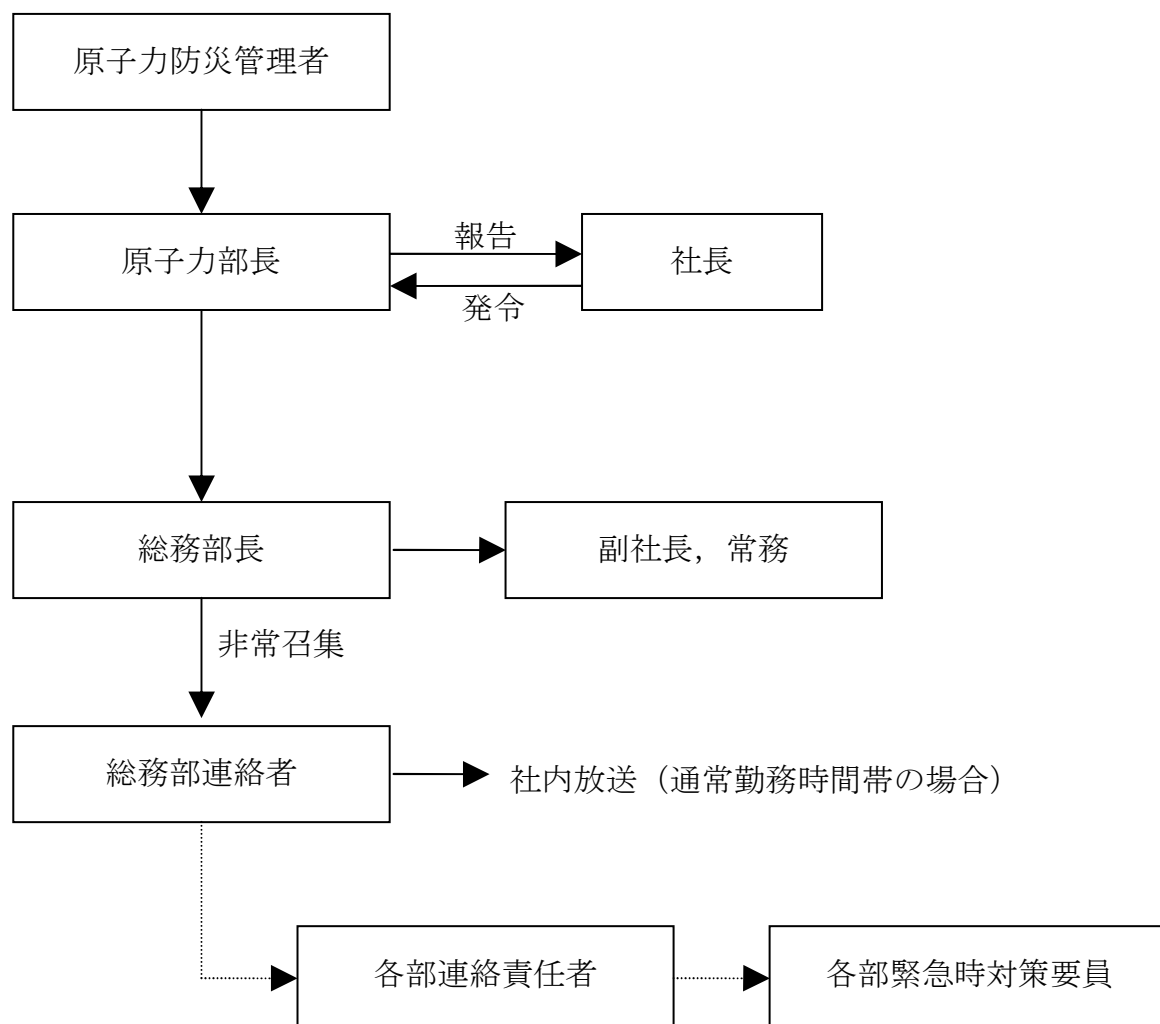 原子力防災管理者
原子力部長
報告
社長
発令
総務部長
副社長，常務
非常召集
総務部連絡者
社内放送（通常勤務時間帯の場合）
各部連絡責任者
各部緊急時対策要員